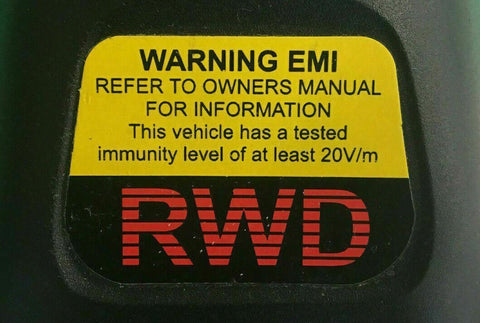 WARNING EMI
REFER TO OWNERS MANUAL
FOR INFORMATION
This vehicle has a tested
immunity level of at least 20V/m
RWD